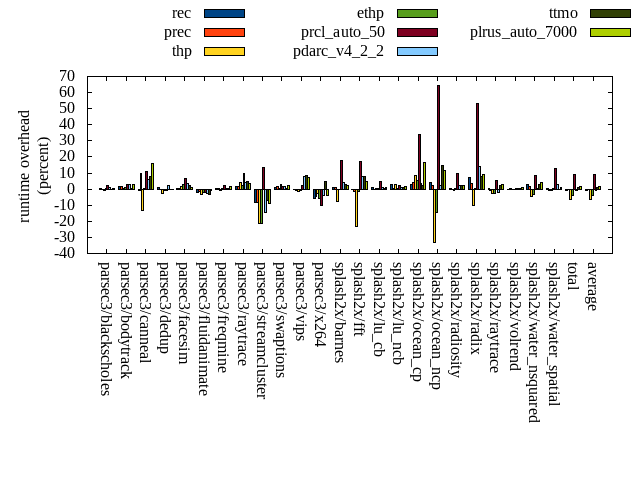 rec
prec
thp
ethp
prcl_auto_50
pdarc_v4_2_2
ttmo
plrus_auto_7000
runtime overhead
(percent)
70
60
50
40
30
20
10
0
-10
-20
-30
-40
parsec3/blackscholes
parsec3/bodytrack
parsec3/canneal
parsec3/dedup
parsec3/facesim
parsec3/fluidanimate
parsec3/freqmine
parsec3/raytrace
parsec3/streamcluster
parsec3/swaptions
parsec3/vips
parsec3/x264
splash2x/barnes
splash2x/fft
splash2x/lu_cb
splash2x/lu_ncb
splash2x/ocean_cp
splash2x/ocean_ncp
splash2x/radiosity
splash2x/radix
splash2x/raytrace
splash2x/volrend
splash2x/water_nsquared
splash2x/water_spatial
total
average